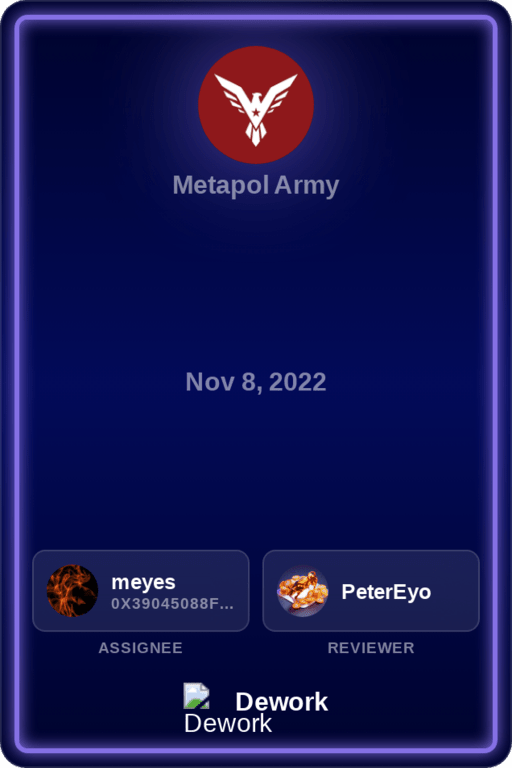 Metapol Army
Nov 8, 2022
meyes
0X39045088F...
PeterEyo
ASSIGNEE
REVIEWER
Dework
Dework